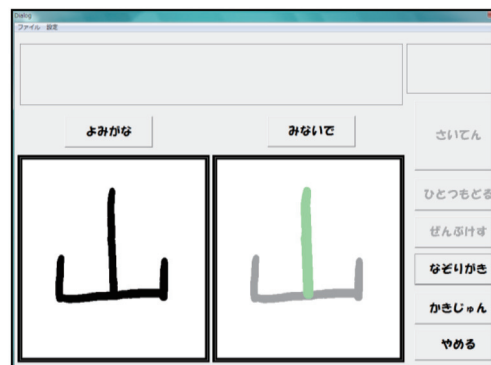 Dialog
ファイル 設定
よみがな
みないで
さいてん
ひとつもどる
ぜんぶけす
なぞりがき
かきじゅん
やめる
山
山